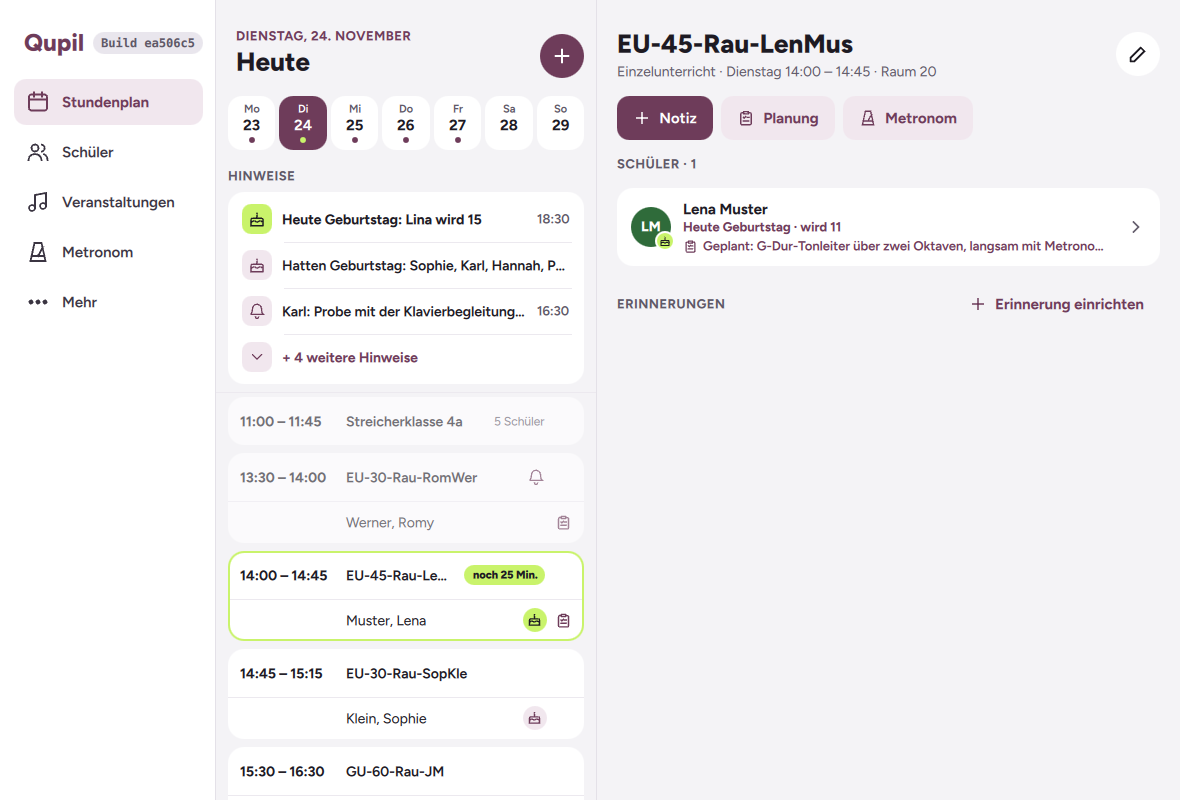 Qupil
Build ea506c5
Stundenplan
Schüler
Veranstaltungen
Metronom
Mehr
DIENSTAG, 24. NOVEMBER
Heute
Mo Di Mi Do Fr Sa So
23 24 25 26 27 28 29
HINWEISE
Heute Geburtstag: Lina wird 15 18:30
Hatten Geburtstag: Sophie, Karl, Hannah, P…
Karl: Probe mit der Klavierbegleitung… 16:30
+ 4 weitere Hinweise
11:00 – 11:45 Streicherklasse 4a 5 Schüler
13:30 – 14:00 EU-30-Rau-RomWer
Werner, Romy
14:00 – 14:45 EU-45-Rau-Le… noch 25 Min.
Muster, Lena
14:45 – 15:15 EU-30-Rau-SopKle
Klein, Sophie
15:30 – 16:30 GU-60-Rau-JM
EU-45-Rau-LenMus
Einzelunterricht · Dienstag 14:00 – 14:45 · Raum 20
Notiz
Planung
Metronom
SCHÜLER · 1
LM
Lena Muster
Heute Geburtstag · wird 11
Geplant: G-Dur-Tonleiter über zwei Oktaven, langsam mit Metrono…
ERINNERUNGEN
Erinnerung einrichten